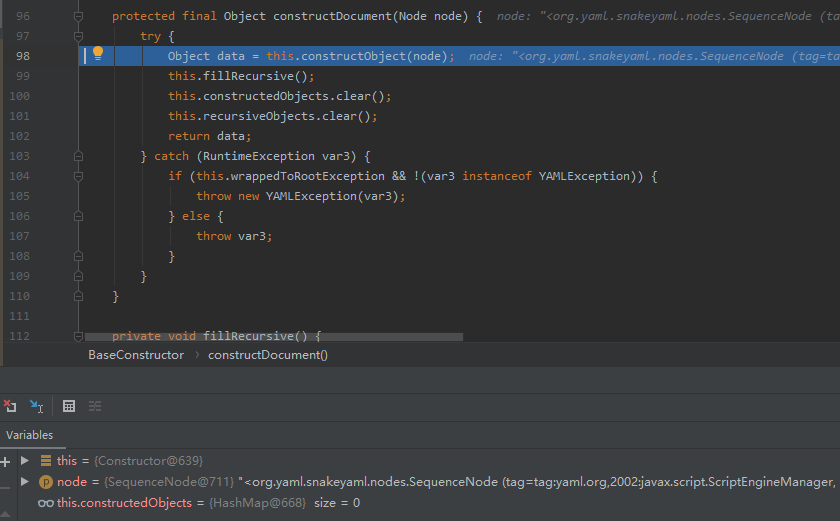 96 protected final Object constructDocument(Node node) { node: "<org.yaml.snakeyaml.nodes.SequenceNode (ta
97 try {
98 Object data = this.constructObject(node); node: "<org.yaml.snakeyaml.nodes.SequenceNode (tag=ta
99 this.fillRecursive();
100 this.constructedObjects.clear();
101 this.recursiveObjects.clear();
102 return data;
103 } catch (RuntimeException var3) {
104 if (this.wrappedToRootException && !(var3 instanceof YAMLException)) {
105 throw new YAMLException(var3);
106 } else {
107 throw var3;
108 }
109 }
110 }
111
112 private void fillRecursive() {
BaseConstructor › constructDocument()
Variables
this = {Constructor@639}
node = {SequenceNode@711} "<org.yaml.snakeyaml.nodes.SequenceNode (tag=tag:yaml.org,2002:javax.script.ScriptEngineManager,
this.constructedObjects = {HashMap@668} size = 0